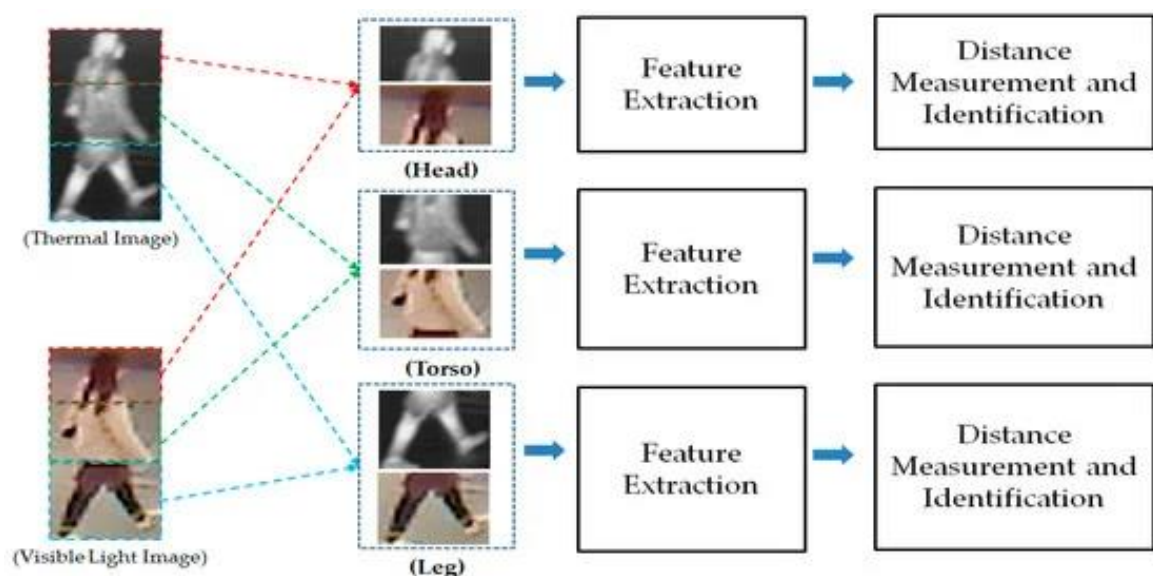 (Thermal Image)
(Visible Light Image)
(Head)
Feature
Extraction
Distance
Measurement and
Identification
(Torso)
Feature
Extraction
Distance
Measurement and
Identification
(Leg)
Feature
Extraction
Distance
Measurement and
Identification